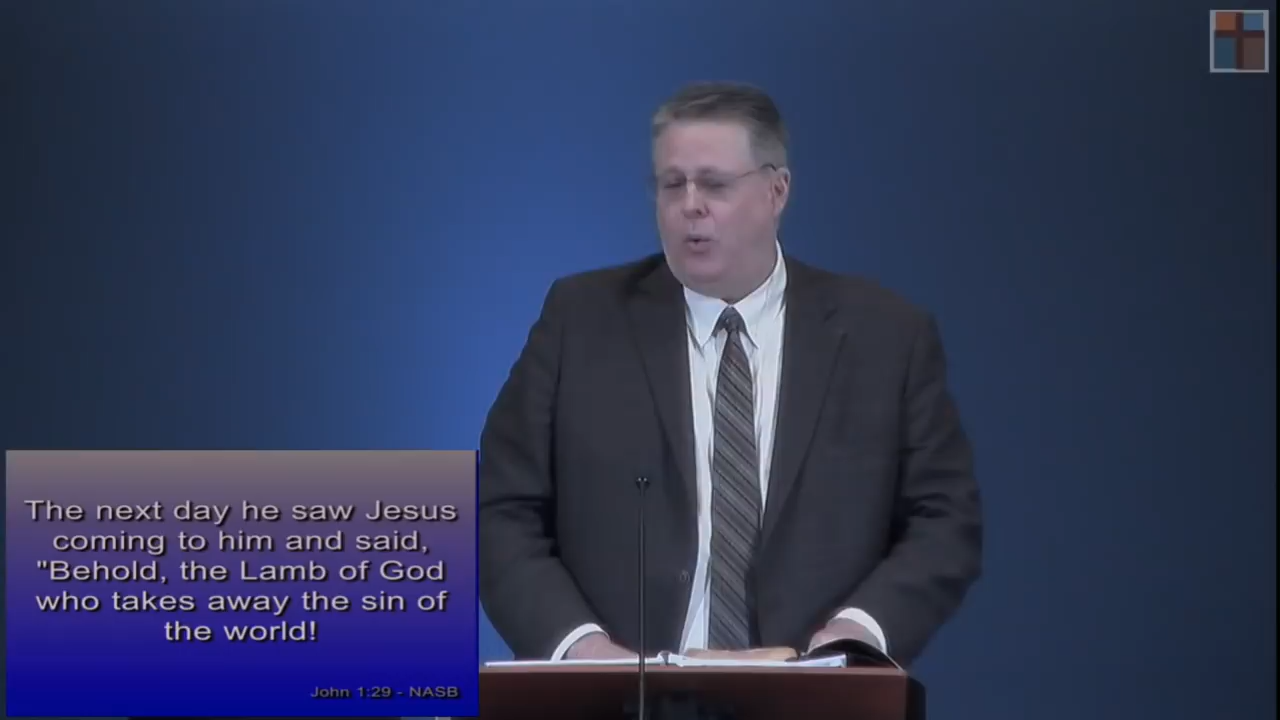 The next day he saw Jesus
coming to him and said,
"Behold, the Lamb of God
who takes away the sin of
the world!
John 1:29 - NASB